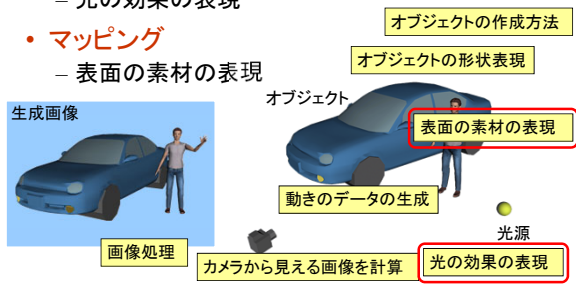 – 光の効果の表現
• マッピング
– 表面の素材の表現
オブジェクトの作成方法
オブジェクトの形状表現
オブジェクト
生成画像
表面の素材の表現
動きのデータの生成
光源
画像処理
カメラから見える画像を計算
光の効果の表現